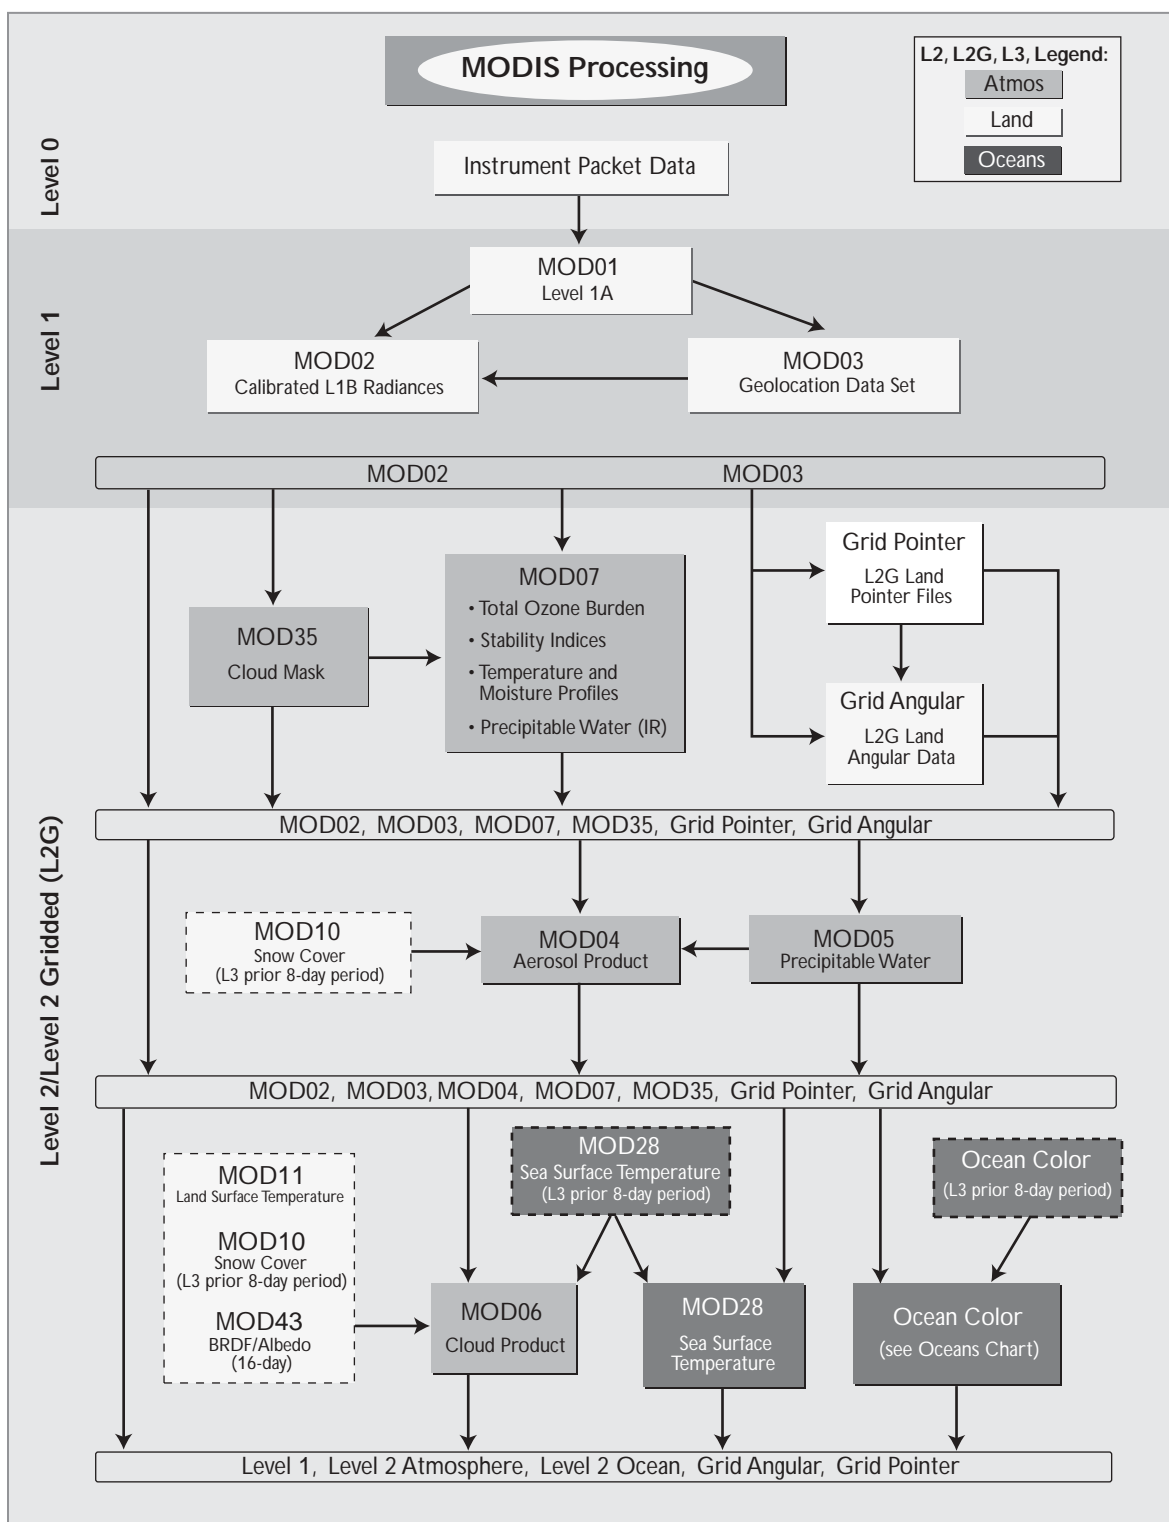 MODIS Processing
L2, L2G, L3, Legend:
Atmos
Land
Oceans
Level 0
Instrument Packet Data
Level 1
MOD01
Level 1A
MOD02
Calibrated L1B Radiances
MOD03
Geolocation Data Set
MOD02 MOD03
Level 2/Level 2 Gridded (L2G)
Grid Pointer
L2G Land
Pointer Files
MOD07
• Total Ozone Burden
• Stability Indices
• Temperature and
Moisture Profiles
• Precipitable Water (IR)
MOD35
Cloud Mask
Grid Angular
L2G Land
Angular Data
MOD02, MOD03, MOD07, MOD35, Grid Pointer, Grid Angular
MOD10
Snow Cover
(L3 prior 8-day period)
MOD04
Aerosol Product
MOD05
Precipitable Water
MOD02, MOD03, MOD04, MOD07, MOD35, Grid Pointer, Grid Angular
MOD28
Sea Surface Temperature
(L3 prior 8-day period)
Ocean Color
(L3 prior 8-day period)
MOD11
Land Surface Temperature
MOD10
Snow Cover
(L3 prior 8-day period)
MOD43
BRDF/Albedo
(16-day)
MOD06
Cloud Product
MOD28
Sea Surface
Temperature
Ocean Color
(see Oceans Chart)
Level 1, Level 2 Atmosphere, Level 2 Ocean, Grid Angular, Grid Pointer